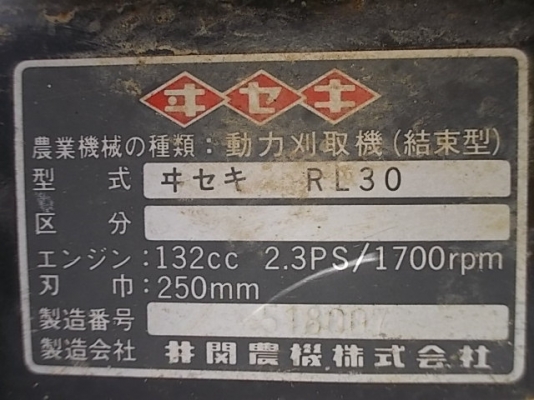 ヰセキ
農業機械の種類：動力刈取機（結束型）
型式 ヰセキ RL30
区分
エンジン：132cc 2.3PS/1700rpm
刃巾：250mm
製造番号
製造会社 井関農機株式会社